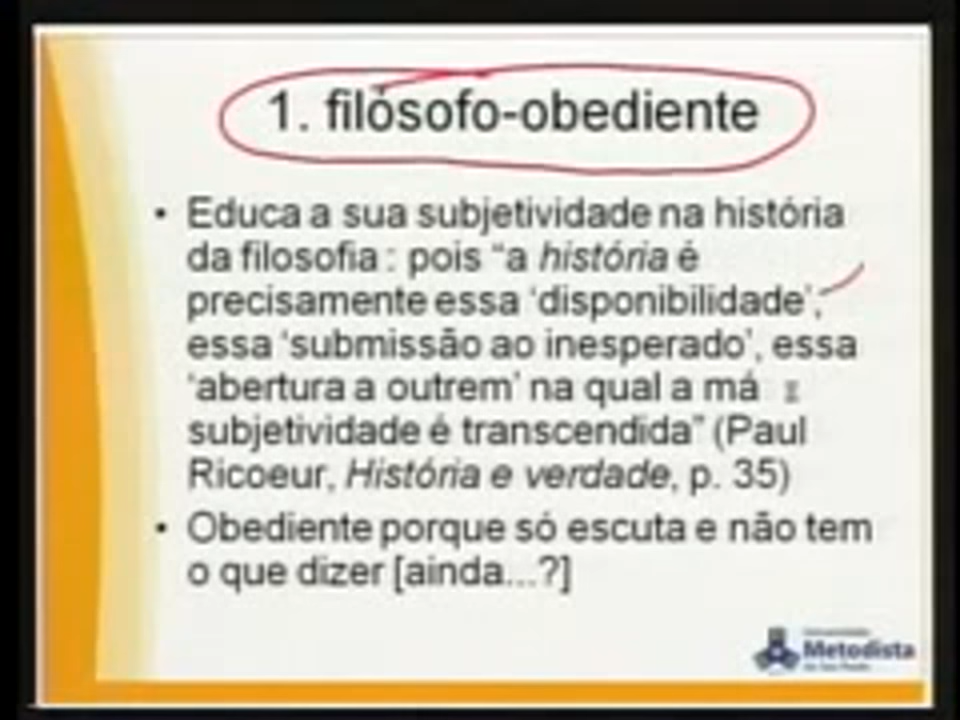 1. filósofo-obediente
• Educa a sua subjetividade na história
da filosofia : pois “a história é
precisamente essa ‘disponibilidade’,
essa ‘submissão ao inesperado’, essa
‘abertura a outrem’ na qual a má
subjetividade é transcendida” (Paul
Ricoeur, História e verdade, p. 35)
• Obediente porque só escuta e não tem
o que dizer [ainda...?]
Metodista